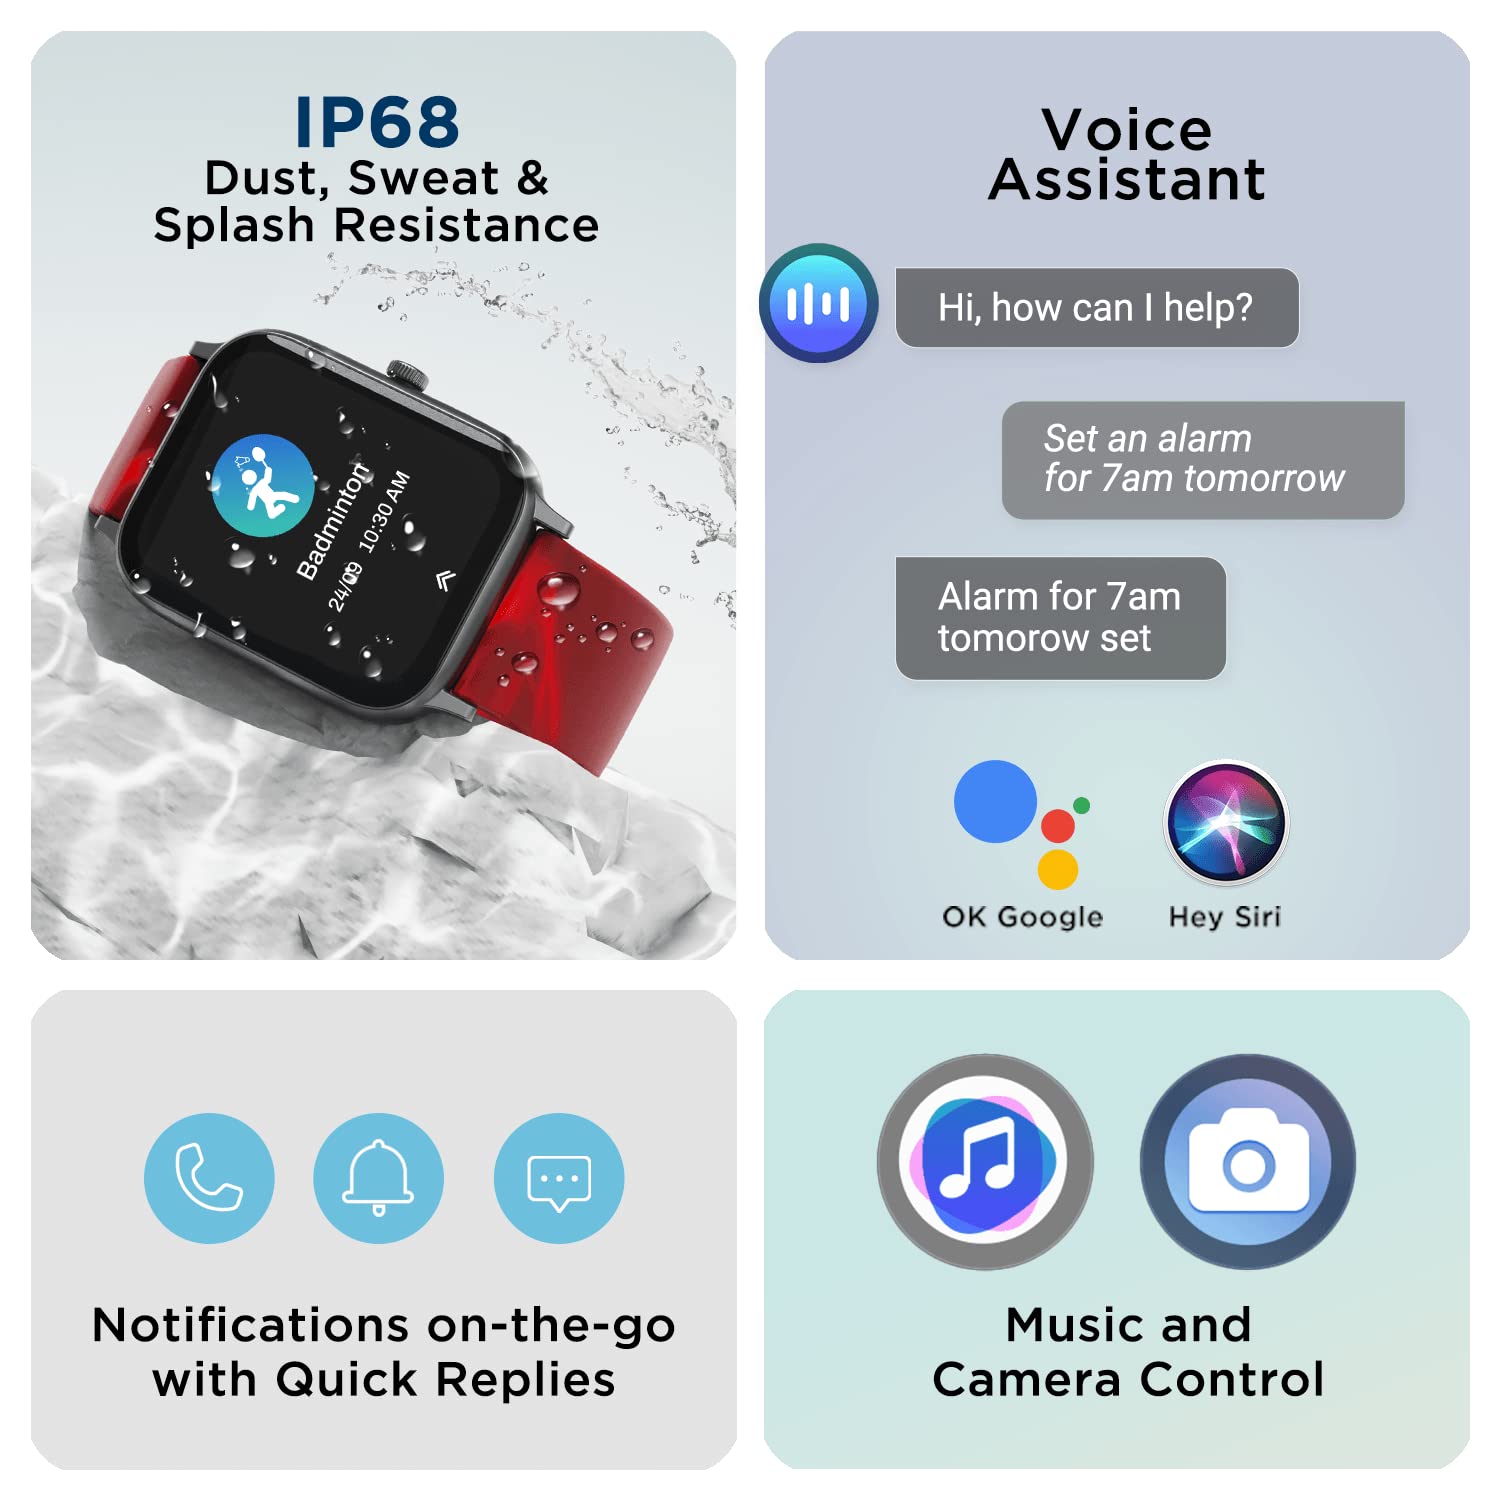 IP68
Dust, Sweat &
Splash Resistance
Badminton
24/09 10:30 AM
Voice
Assistant
Hi, how can I help?
Set an alarm
for 7am tomorrow
Alarm for 7am
tomorow set
OK Google
Hey Siri
Notifications on-the-go
with Quick Replies
Music and
Camera Control